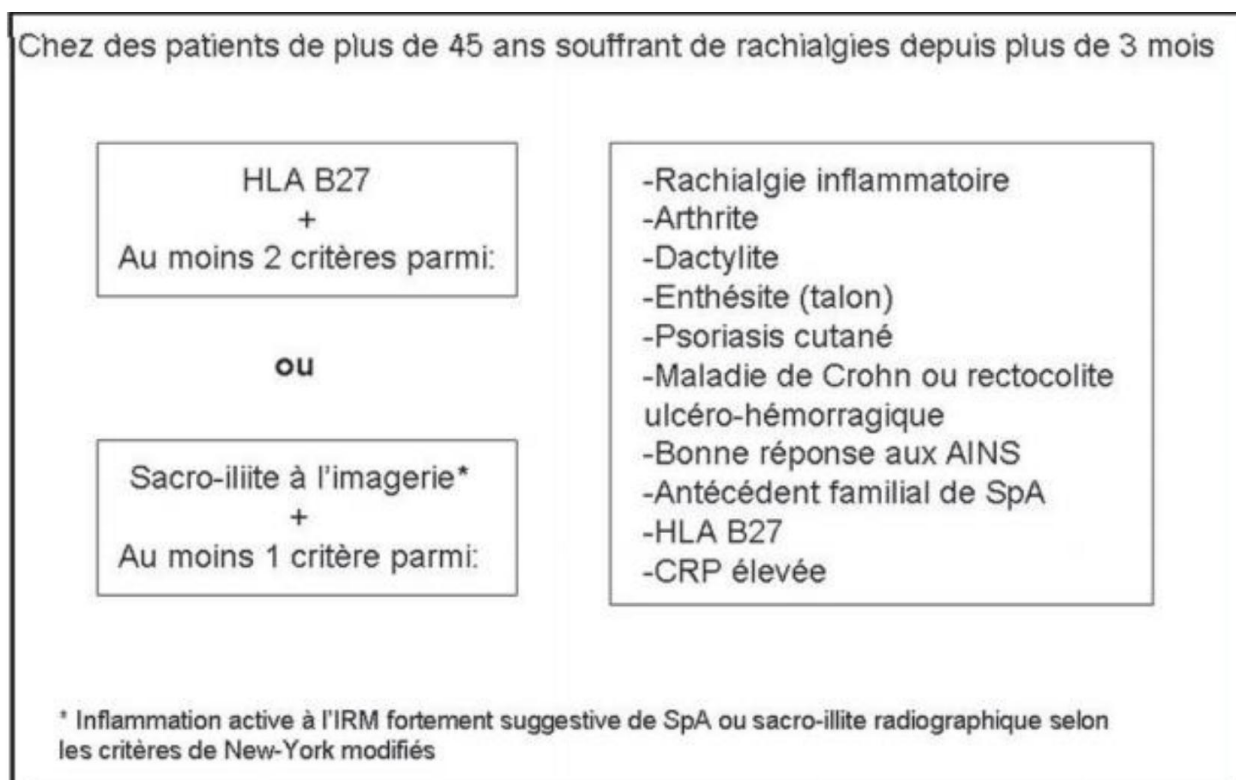 Chez des patients de plus de 45 ans souffrant de rachialgies depuis plus de 3 mois
HLA B27
+
Au moins 2 critères parmi:
ou
Sacro-iliite à l'imagerie*
+
Au moins 1 critère parmi:
-Rachialgie inflammatoire
-Arthrite
-Dactylite
-Enthésite (talon)
-Psoriasis cutané
-Maladie de Crohn ou rectocolite
ulcéro-hémorragique
-Bonne réponse aux AINS
-Antécédent familial de SpA
-HLA B27
-CRP élevée
* Inflammation active à l'IRM fortement suggestive de SpA ou sacro-illite radiographique selon
les critères de New-York modifiés